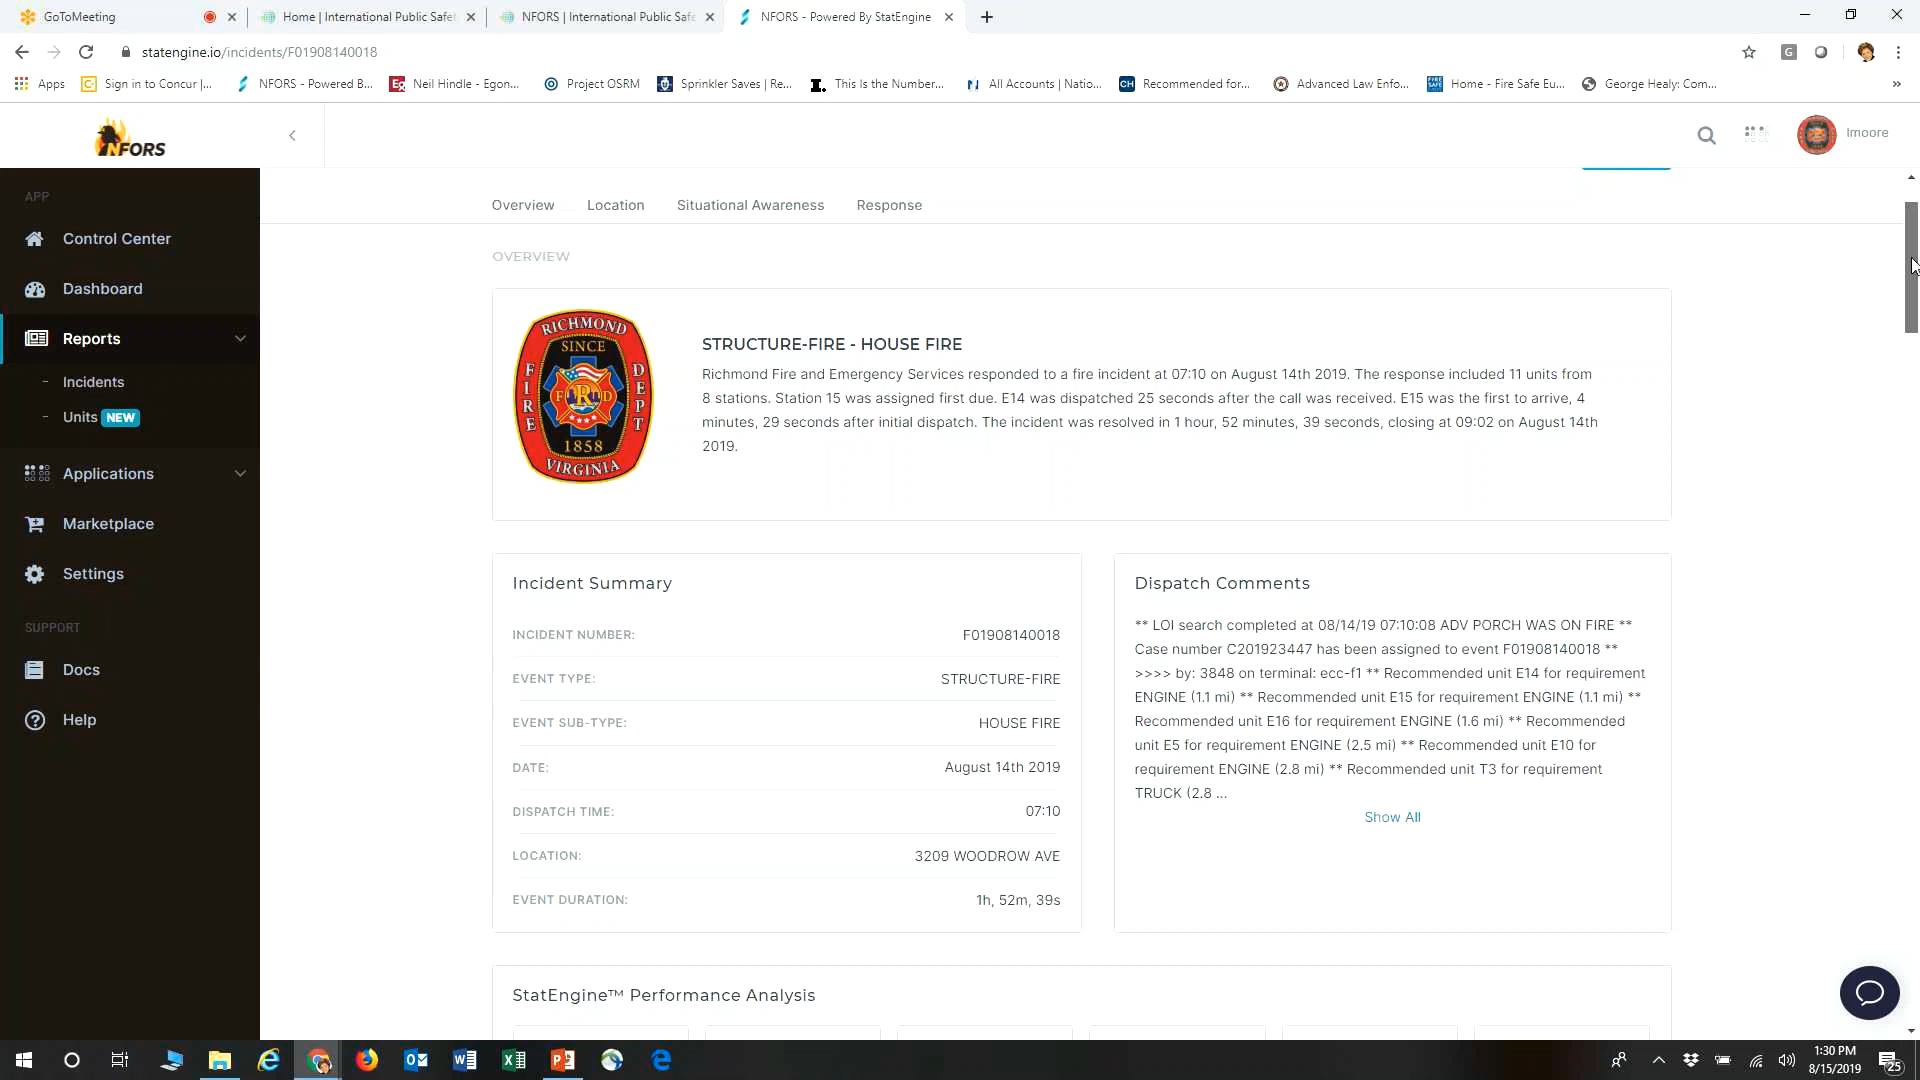 GoToMeeting
Home | International Public Safet
NFORS | International Public Safe
NFORS - Powered By StatEngine
statengine.io/incidents/F01908140018
G
Apps
Sign in to Concur |...
NFORS - Powered B...
Neil Hindle - Egon...
Project OSRM
Sprinkler Saves | Re...
This Is the Number...
All Accounts | Natio...
CH
Recommended for...
Advanced Law Enfo...
Home - Fire Safe Eu...
George Healy: Com...
NFORS
lmoore
APP
Control Center
Dashboard
Reports
- Incidents
- Units NEW
Applications
Marketplace
Settings
SUPPORT
Docs
Help
Overview
Location
Situational Awareness
Response
OVERVIEW
RICHMOND
SINCE
FIRE
DEPT
F R D
1858
VIRGINIA
STRUCTURE-FIRE - HOUSE FIRE
Richmond Fire and Emergency Services responded to a fire incident at 07:10 on August 14th 2019. The response included 11 units from
8 stations. Station 15 was assigned first due. E14 was dispatched 25 seconds after the call was received. E15 was the first to arrive, 4
minutes, 29 seconds after initial dispatch. The incident was resolved in 1 hour, 52 minutes, 39 seconds, closing at 09:02 on August 14th
2019.
Incident Summary
INCIDENT NUMBER: F01908140018
EVENT TYPE: STRUCTURE-FIRE
EVENT SUB-TYPE: HOUSE FIRE
DATE: August 14th 2019
DISPATCH TIME: 07:10
LOCATION: 3209 WOODROW AVE
EVENT DURATION: 1h, 52m, 39s
Dispatch Comments
** LOI search completed at 08/14/19 07:10:08 ADV PORCH WAS ON FIRE **
Case number C201923447 has been assigned to event F01908140018 **
>>>> by: 3848 on terminal: ecc-f1 ** Recommended unit E14 for requirement
ENGINE (1.1 mi) ** Recommended unit E15 for requirement ENGINE (1.1 mi) **
Recommended unit E16 for requirement ENGINE (1.6 mi) ** Recommended
unit E5 for requirement ENGINE (2.5 mi) ** Recommended unit E10 for
requirement ENGINE (2.8 mi) ** Recommended unit T3 for requirement
TRUCK (2.8 ...
Show All
StatEngine™ Performance Analysis
1:30 PM
8/15/2019
25